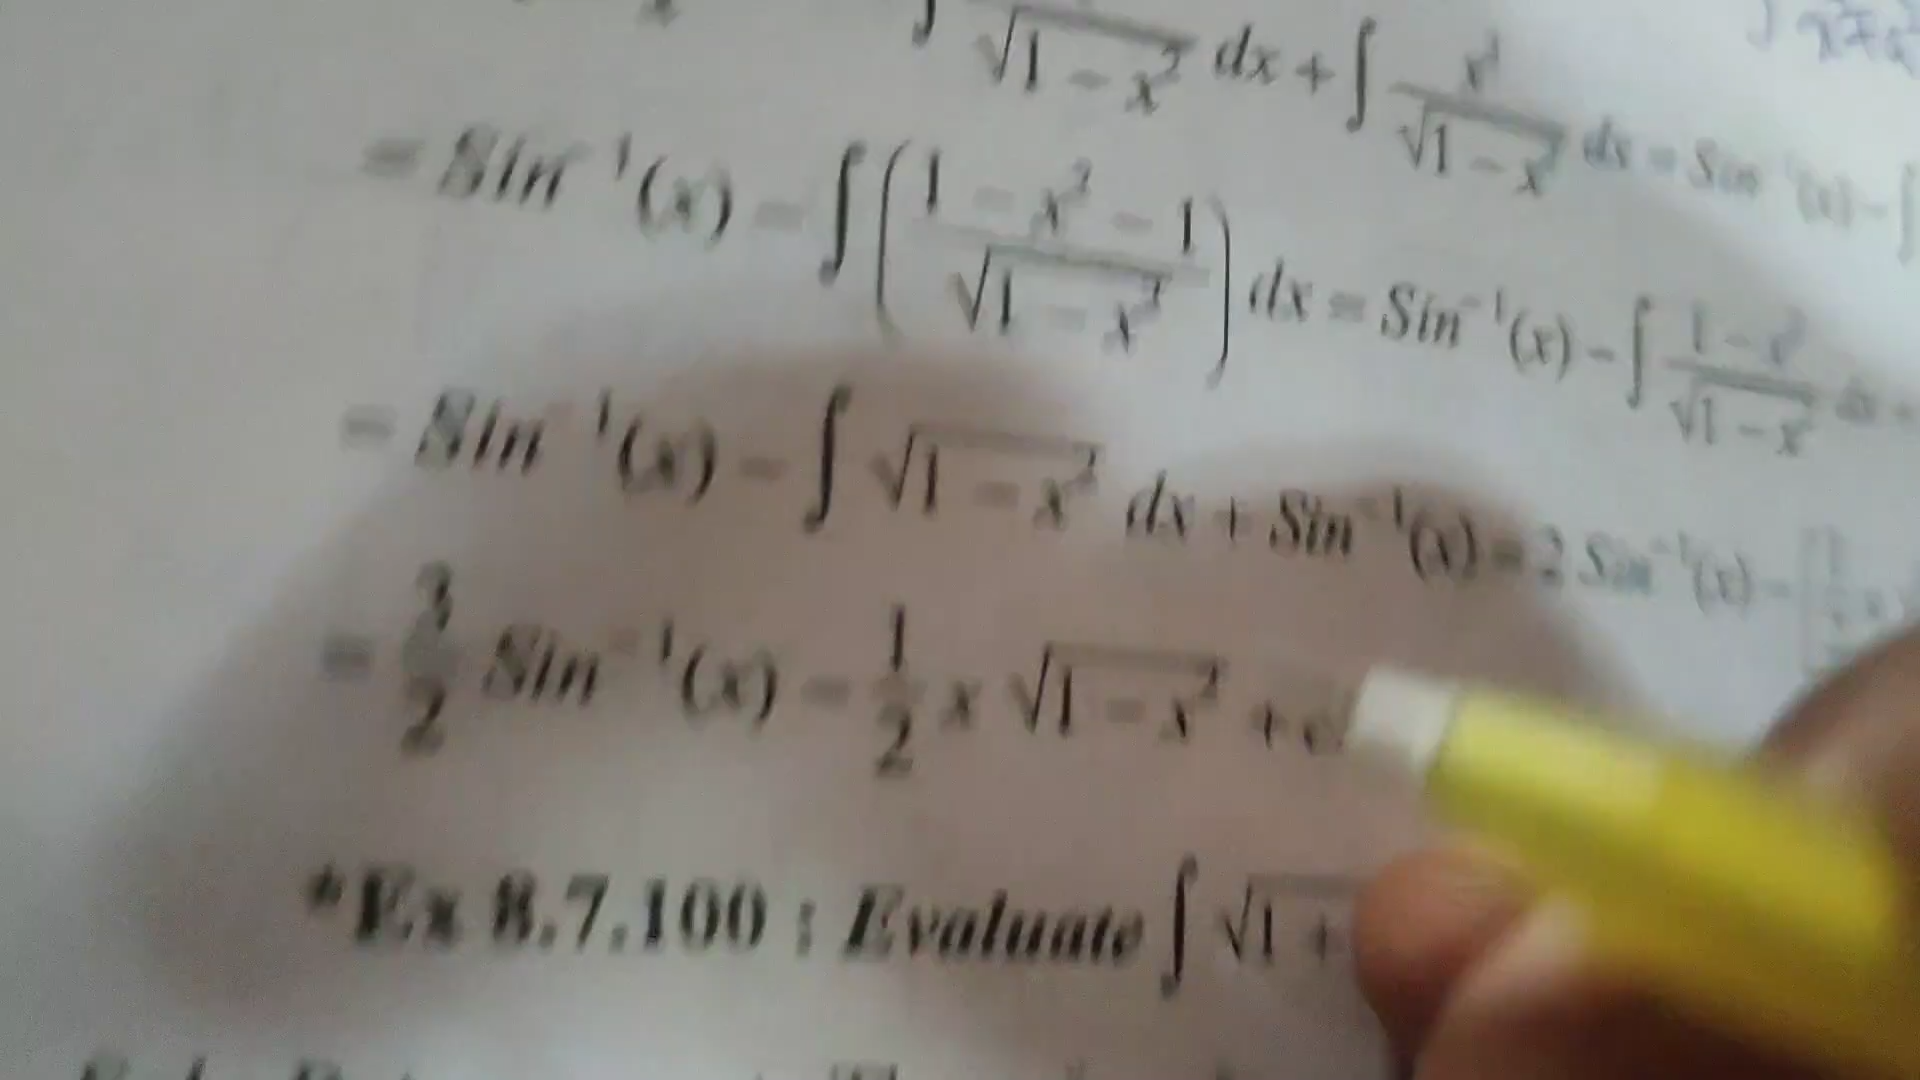 ∫ √1 − x² dx + ∫ x² √1 − x² dx = Sin⁻¹(x) − ∫
= Sin⁻¹(x) − ∫ ( 1 − x² − 1 / √1 − x² ) dx = Sin⁻¹(x) − ∫ 1 − x² / √1 − x² dx
= Sin⁻¹(x) − ∫ √1 − x² dx + Sin⁻¹(x) = 2 Sin⁻¹(x) −
= 3/2 Sin⁻¹(x) − 1/2 x √1 − x² + c
*Ex 8.7.100 : Evaluate ∫ √1 +